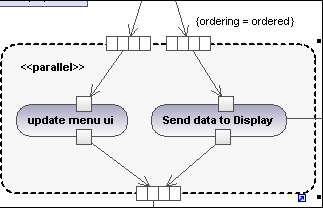 {ordering = ordered}
<<parallel>>
update menu ui
Send data to Display